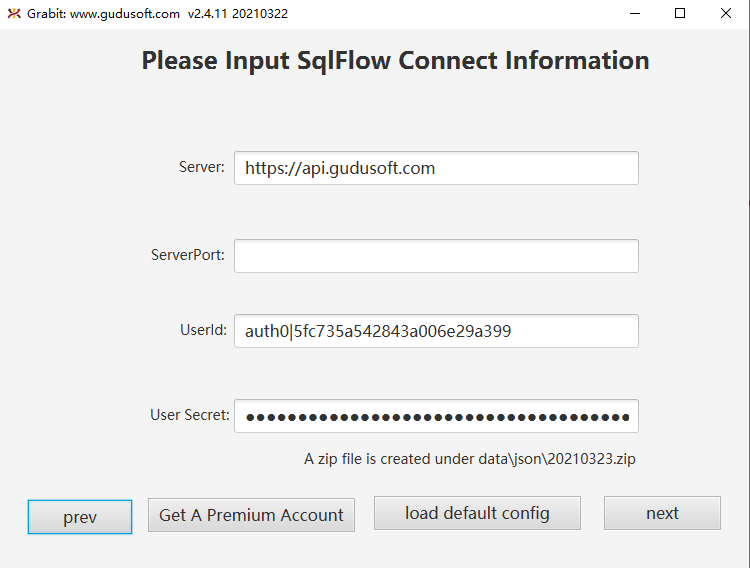 Grabit: www.gudusoft.com v2.4.11 20210322
Please Input SqlFlow Connect Information
Server: https://api.gudusoft.com
ServerPort:
UserId: auth0|5fc735a542843a006e29a399
User Secret: ●●●●●●●●●●●●●●●●●●●●●●●●●●●●●●●●●●●●●
A zip file is created under data\json\20210323.zip
prev Get A Premium Account load default config next